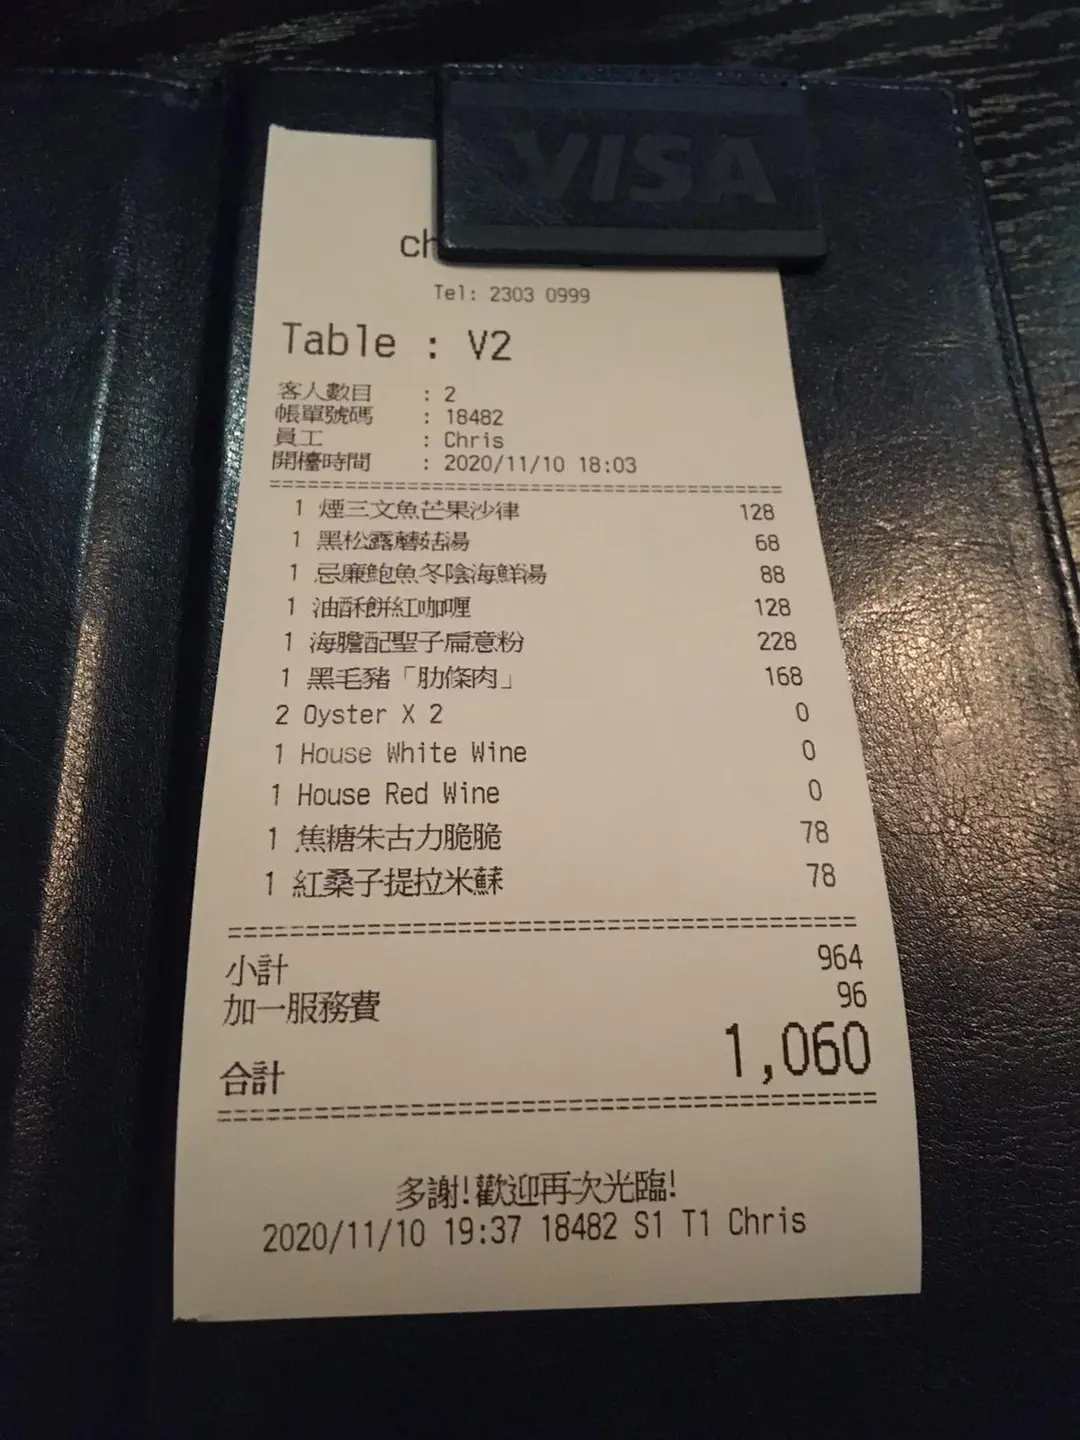 VISA
ch
Tel: 2303 0999
Table : V2
客人數目 : 2
帳單號碼 : 18482
員工 : Chris
開檯時間 : 2020/11/10 18:03
1 煙三文魚芒果沙律 128
1 黑松露蘑菇湯 68
1 忌廉鮑魚冬陰海鮮湯 88
1 油酥餅紅咖喱 128
1 海膽配聖子扁意粉 228
1 黑毛豬「肋條肉」 168
2 Oyster X 2 0
1 House White Wine 0
1 House Red Wine 0
1 焦糖朱古力脆脆 78
1 紅桑子提拉米蘇 78
小計 964
加一服務費 96
合計 1,060
多謝!歡迎再次光臨!
2020/11/10 19:37 18482 S1 T1 Chris